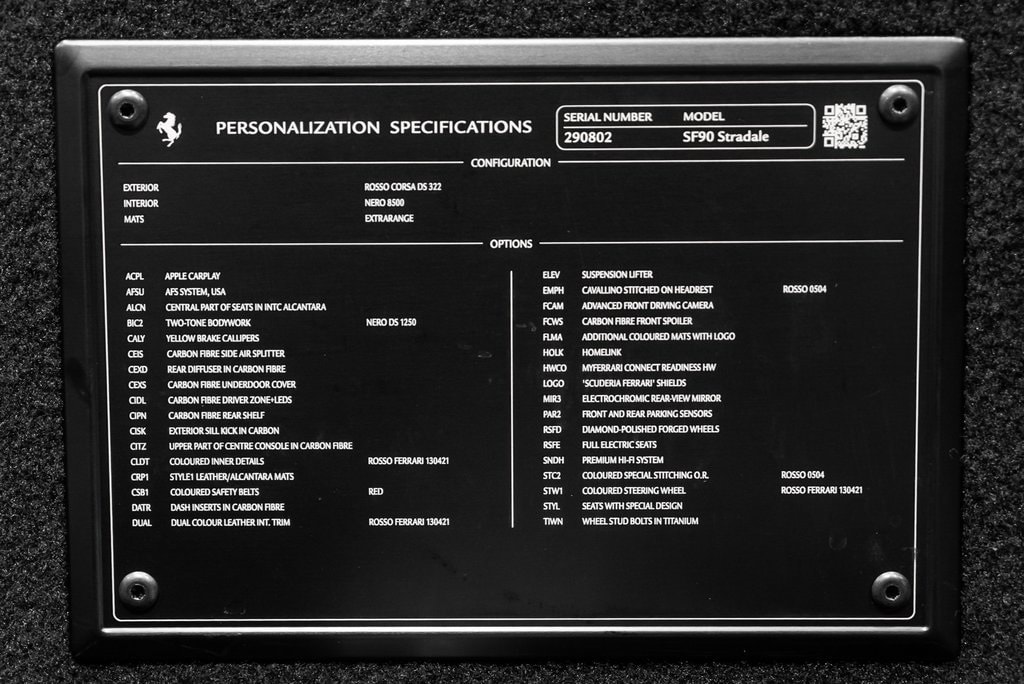 PERSONALIZATION SPECIFICATIONS
SERIAL NUMBER MODEL
290802 SF90 Stradale
CONFIGURATION
EXTERIOR ROSSO CORSA DS 322
INTERIOR NERO 8500
MATS EXTRARANGE
OPTIONS
ACPL APPLE CARPLAY
AFSU AFS SYSTEM, USA
ALCN CENTRAL PART OF SEATS IN INTC ALCANTARA
BIC2 TWO-TONE BODYWORK NERO DS 1250
CALY YELLOW BRAKE CALLIPERS
CEIS CARBON FIBRE SIDE AIR SPLITTER
CEXD REAR DIFFUSER IN CARBON FIBRE
CEXS CARBON FIBRE UNDERDOOR COVER
CIDL CARBON FIBRE DRIVER ZONE+LEDS
CIPN CARBON FIBRE REAR SHELF
CISK EXTERIOR SILL KICK IN CARBON
CITZ UPPER PART OF CENTRE CONSOLE IN CARBON FIBRE
CLDT COLOURED INNER DETAILS ROSSO FERRARI 130421
CRP1 STYLE1 LEATHER/ALCANTARA MATS
CSB1 COLOURED SAFETY BELTS RED
DATR DASH INSERTS IN CARBON FIBRE
DUAL DUAL COLOUR LEATHER INT. TRIM ROSSO FERRARI 130421
ELEV SUSPENSION LIFTER
EMPH CAVALLINO STITCHED ON HEADREST ROSSO 0504
FCAM ADVANCED FRONT DRIVING CAMERA
FCWS CARBON FIBRE FRONT SPOILER
FLMA ADDITIONAL COLOURED MATS WITH LOGO
HOLK HOMELINK
HWCO MYFERRARI CONNECT READINESS HW
LOGO 'SCUDERIA FERRARI' SHIELDS
MIR3 ELECTROCHROMIC REAR-VIEW MIRROR
PAR2 FRONT AND REAR PARKING SENSORS
RSFD DIAMOND-POLISHED FORGED WHEELS
RSFE FULL ELECTRIC SEATS
SNDH PREMIUM HI-FI SYSTEM
STC2 COLOURED SPECIAL STITCHING O.R. ROSSO 0504
STW1 COLOURED STEERING WHEEL ROSSO FERRARI 130421
STYL SEATS WITH SPECIAL DESIGN
TIWN WHEEL STUD BOLTS IN TITANIUM